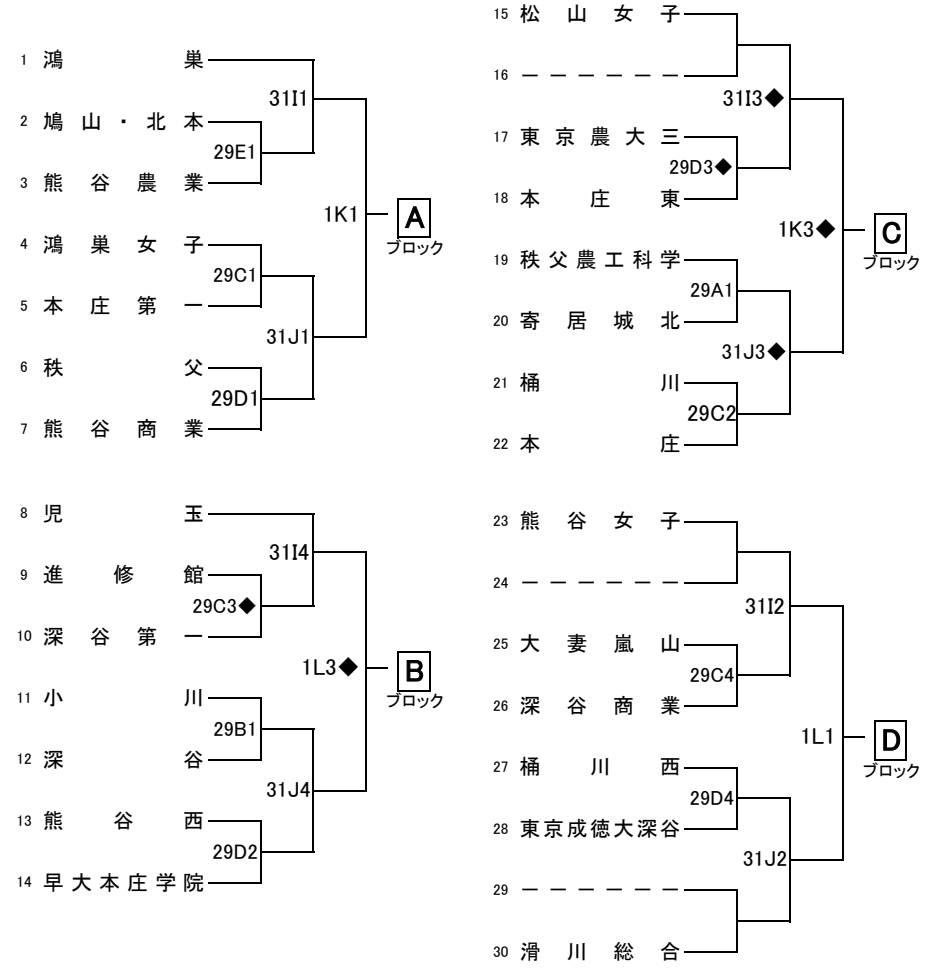 1 鴻巣
31I1
2 鳩山・北本
29E1
3 熊谷農業
1K1
A
ブロック
4 鴻巣女子
29C1
5 本庄第一
31J1
6 秩父
29D1
7 熊谷商業
8 児玉
31I4
9 進修館
29C3◆
10 深谷第一
1L3◆
B
ブロック
11 小川
29B1
12 深谷
31J4
13 熊谷西
29D2
14 早大本庄学院
15 松山女子
16 ー ー ー ー ー ー
31I3◆
17 東京農大三
29D3◆
18 本庄東
1K3◆
C
ブロック
19 秩父農工科学
29A1
20 寄居城北
31J3◆
21 桶川
29C2
22 本庄
23 熊谷女子
24 ー ー ー ー ー ー
31I2
25 大妻嵐山
29C4
26 深谷商業
1L1
D
ブロック
27 桶川西
29D4
28 東京成徳大深谷
31J2
29 ー ー ー ー ー ー
30 滑川総合